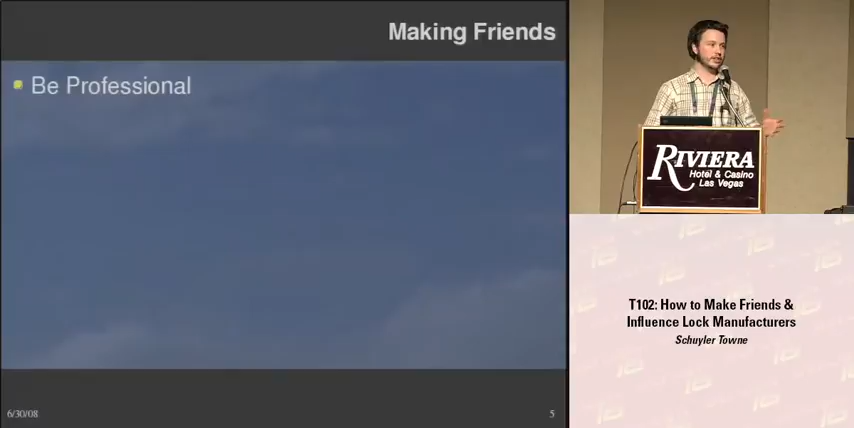 Making Friends
Be Professional
6/30/08
5
RIVIERA
Hotel & Casino
Las Vegas
T102: How to Make Friends &
Influence Lock Manufacturers
Schuyler Towne